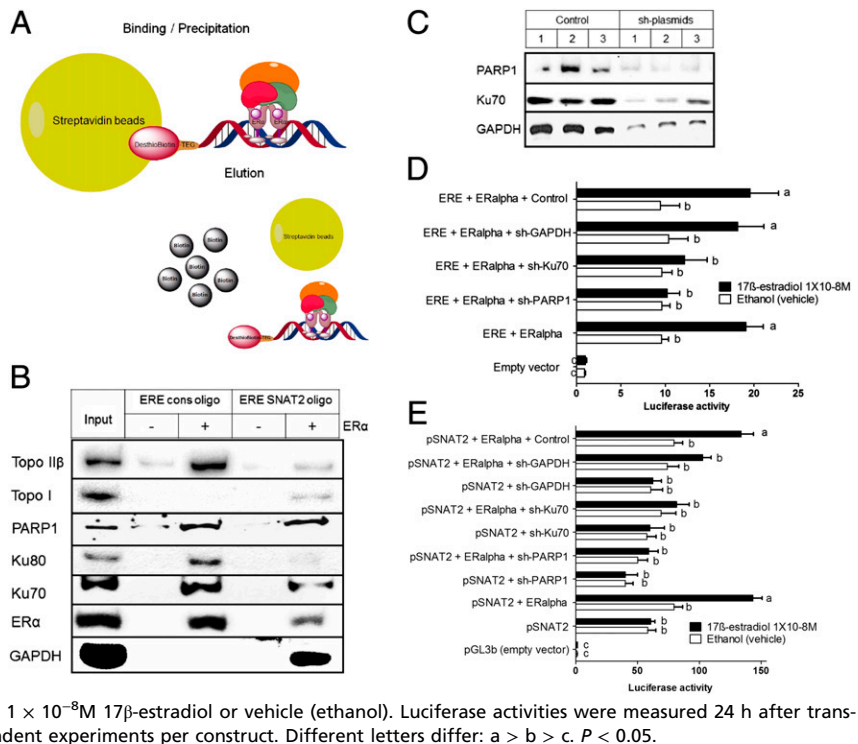 A
Binding / Precipitation
Streptavidin beads
DesthioBiotin
TEG
ERα ERα
Elution
Biotin
Biotin
Biotin
Biotin
Biotin
Biotin
Biotin
Streptavidin beads
DesthioBiotin TEG
B
Input ERE cons oligo ERE SNAT2 oligo
- + - + ERα
Topo IIβ
Topo I
PARP1
Ku80
Ku70
ERα
GAPDH
C
Control sh-plasmids
1 2 3 1 2 3
PARP1
Ku70
GAPDH
D
ERE + ERalpha + Control a b
ERE + ERalpha + sh-GAPDH a b
ERE + ERalpha + sh-Ku70 b b
ERE + ERalpha + sh-PARP1 b b
ERE + ERalpha a b
Empty vector c c
17ß-estradiol 1X10-8M
Ethanol (vehicle)
0 5 10 15 20 25
Luciferase activity
E
pSNAT2 + ERalpha + Control a b
pSNAT2 + ERalpha + sh-GAPDH b b
pSNAT2 + sh-GAPDH b b
pSNAT2 + ERalpha + sh-Ku70 b b
pSNAT2 + sh-Ku70 b b
pSNAT2 + ERalpha + sh-PARP1 b b
pSNAT2 + sh-PARP1 b b
pSNAT2 + ERalpha a b
pSNAT2 b b
pGL3b (empty vector) c c
17ß-estradiol 1X10-8M
Ethanol (vehicle)
0 50 100 150
Luciferase activity
1 × 10−8M 17β-estradiol or vehicle (ethanol). Luciferase activities were measured 24 h after trans-
dent experiments per construct. Different letters differ: a > b > c. P < 0.05.